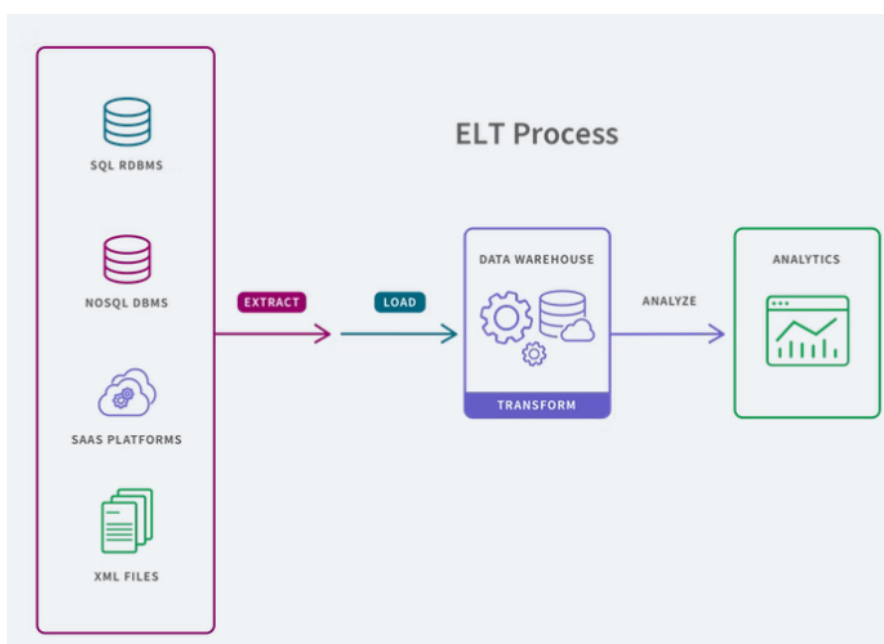 ELT Process
SQL RDBMS
NOSQL DBMS
SAAS PLATFORMS
XML FILES
EXTRACT
LOAD
DATA WAREHOUSE
TRANSFORM
ANALYZE
ANALYTICS